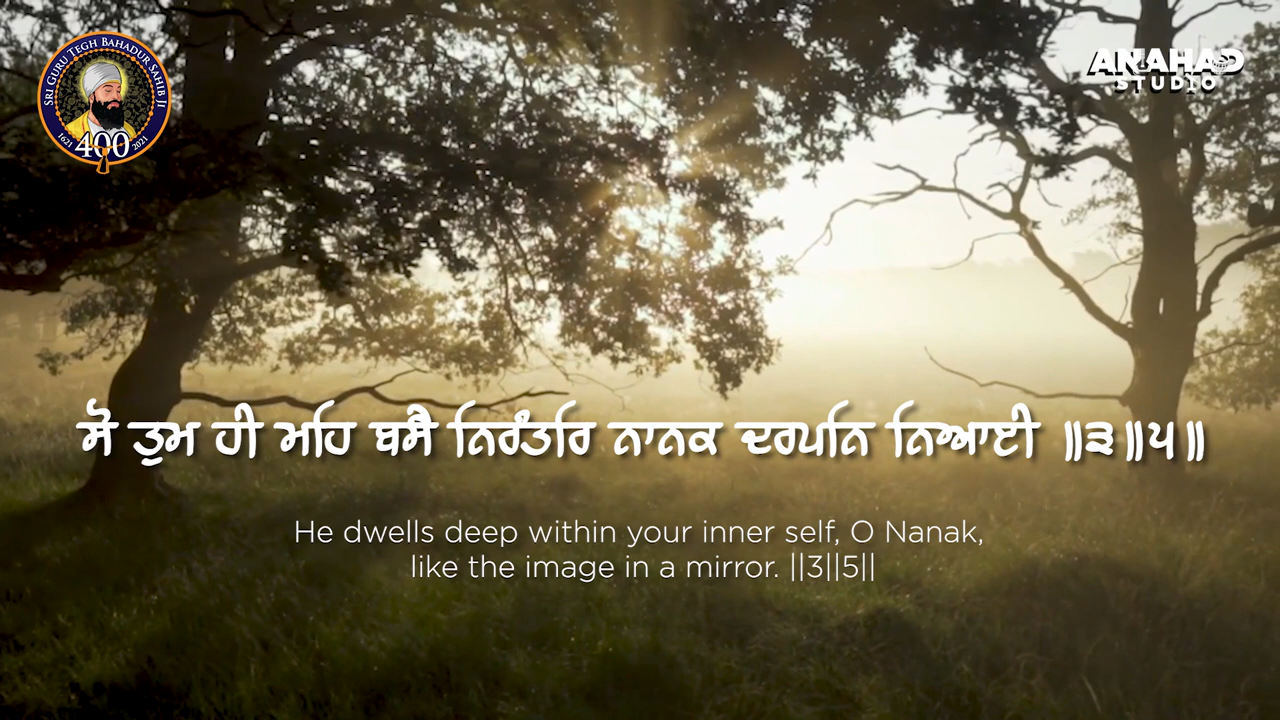 SRI GURU TEGH BAHADUR SAHIB JI
1621 400 2021
ANAHAD
STUDIO
ਸੋ ਤੁਮ ਹੀ ਮਹਿ ਬਸੈ ਨਿਰੰਤਰਿ ਨਾਨਕ ਦਰਪਨਿ ਨਿਆਈ ॥੩॥੫॥
He dwells deep within your inner self, O Nanak,
like the image in a mirror. ||3||5||